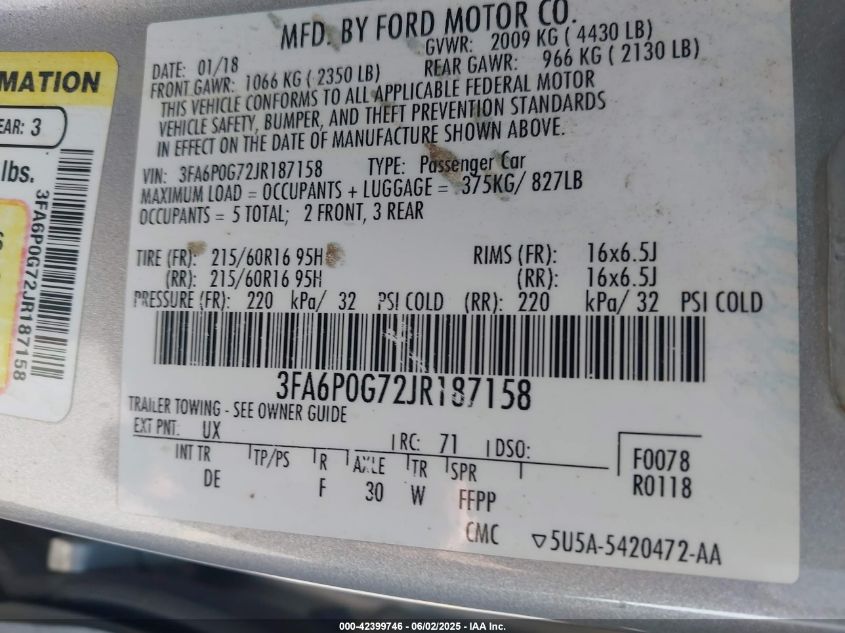 MFD. BY FORD MOTOR CO.
DATE: 01/18 GVWR: 2009 KG ( 4430 LB)
FRONT GAWR: 1066 KG ( 2350 LB) REAR GAWR: 966 KG ( 2130 LB)
THIS VEHICLE CONFORMS TO ALL APPLICABLE FEDERAL MOTOR
VEHICLE SAFETY, BUMPER, AND THEFT PREVENTION STANDARDS
IN EFFECT ON THE DATE OF MANUFACTURE SHOWN ABOVE.
VIN: 3FA6P0G72JR187158 TYPE: Passenger Car
MAXIMUM LOAD = OCCUPANTS + LUGGAGE = 375KG/ 827LB
OCCUPANTS = 5 TOTAL; 2 FRONT, 3 REAR
TIRE (FR): 215/60R16 95H RIMS (FR): 16x6.5J
(RR): 215/60R16 95H (RR): 16x6.5J
PRESSURE (FR): 220 kPa/ 32 PSI COLD (RR): 220 kPa/ 32 PSI COLD
3FA6P0G72JR187158
TRAILER TOWING - SEE OWNER GUIDE
EXT PNT: UX RC: 71 DSO:
INT TR TP/PS R AXLE TR SPR
DE F 30 W FFPP
F0078
R0118
CMC ▽5U5A-5420472-AA
MATION
EAR: 3
lbs.
3FA6P0G72JR187158
000-42399746 - 06/02/2025 - IAA Inc.